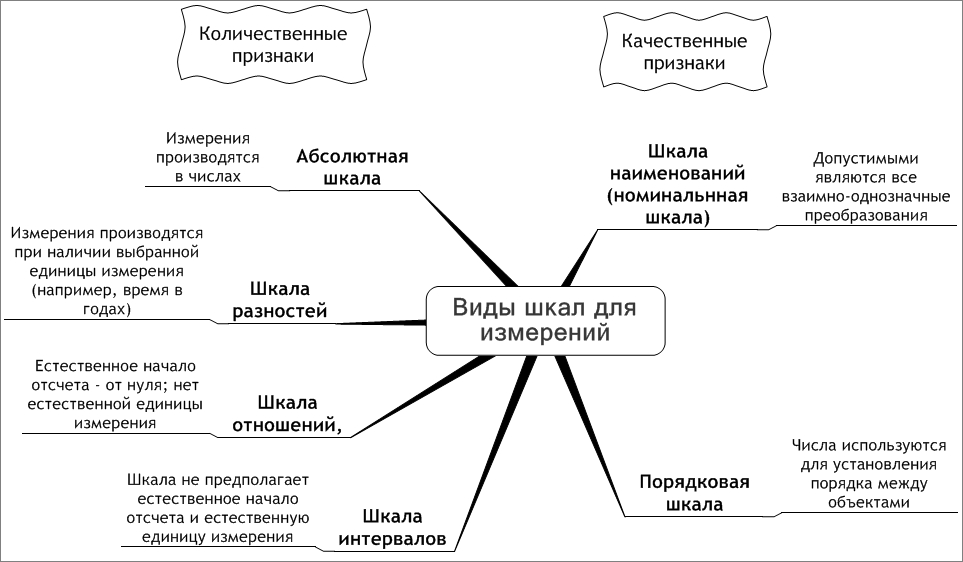 Количественные
признаки
Качественные
признаки
Измерения
производятся
в числах
Абсолютная
шкала
Измерения производятся
при наличии выбранной
единицы измерения
(например, время в
годах)
Шкала
разностей
Естественное начало
отсчета - от нуля; нет
естественной единицы
измерения
Шкала
отношений,
Шкала не предполагает
естественное начало
отсчета и естественную
единицу измерения
Шкала
интервалов
Виды шкал для
измерений
Шкала
наименований
(номинальнная
шкала)
Допустимыми
являются все
взаимно-однозначные
преобразования
Порядковая
шкала
Числа используются
для установления
порядка между
объектами